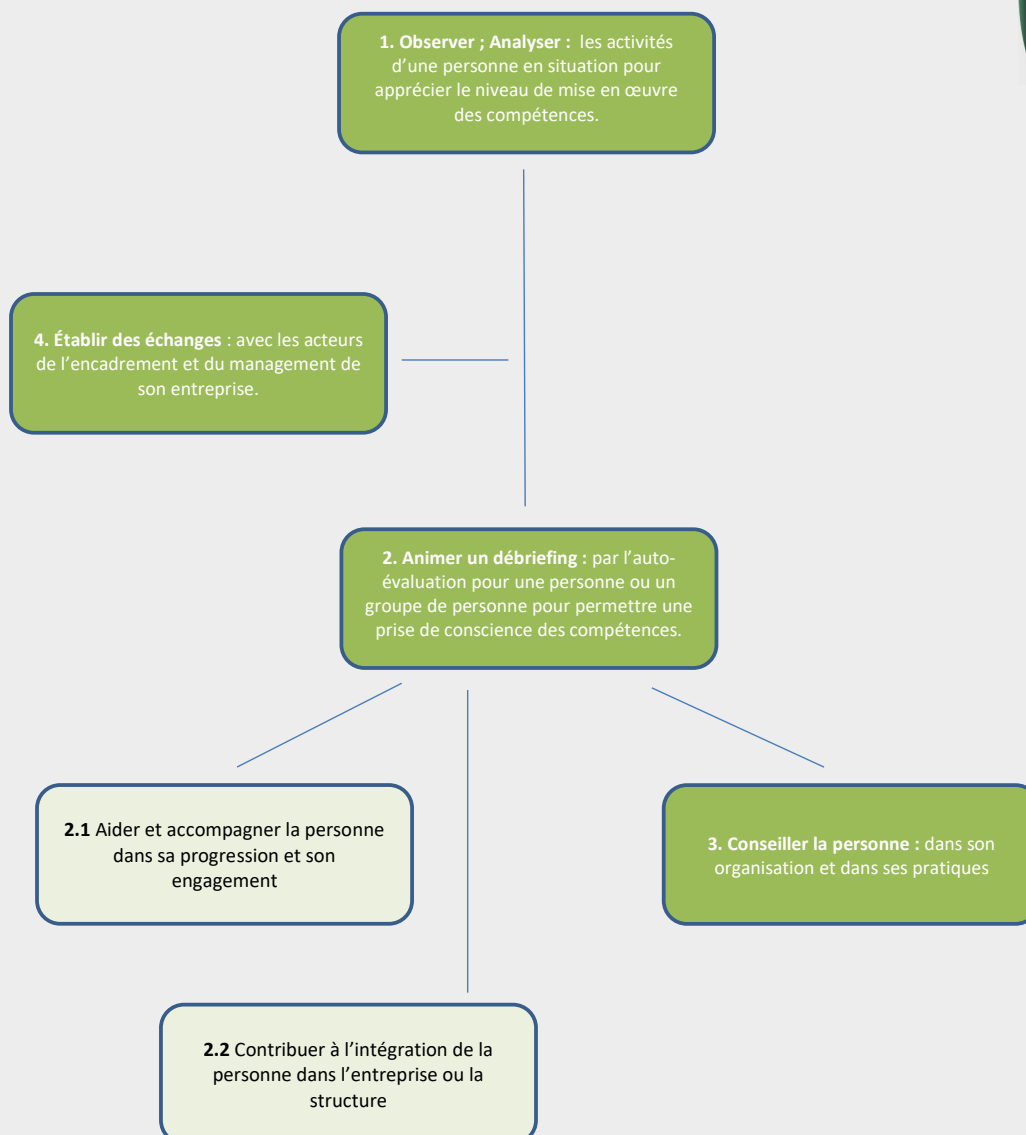 1. Observer ; Analyser : les activités
d’une personne en situation pour
apprécier le niveau de mise en œuvre
des compétences.
4. Établir des échanges : avec les acteurs
de l’encadrement et du management de
son entreprise.
2. Animer un débriefing : par l’auto-
évaluation pour une personne ou un
groupe de personne pour permettre une
prise de conscience des compétences.
2.1 Aider et accompagner la personne
dans sa progression et son
engagement
3. Conseiller la personne : dans son
organisation et dans ses pratiques
2.2 Contribuer à l’intégration de la
personne dans l’entreprise ou la
structure